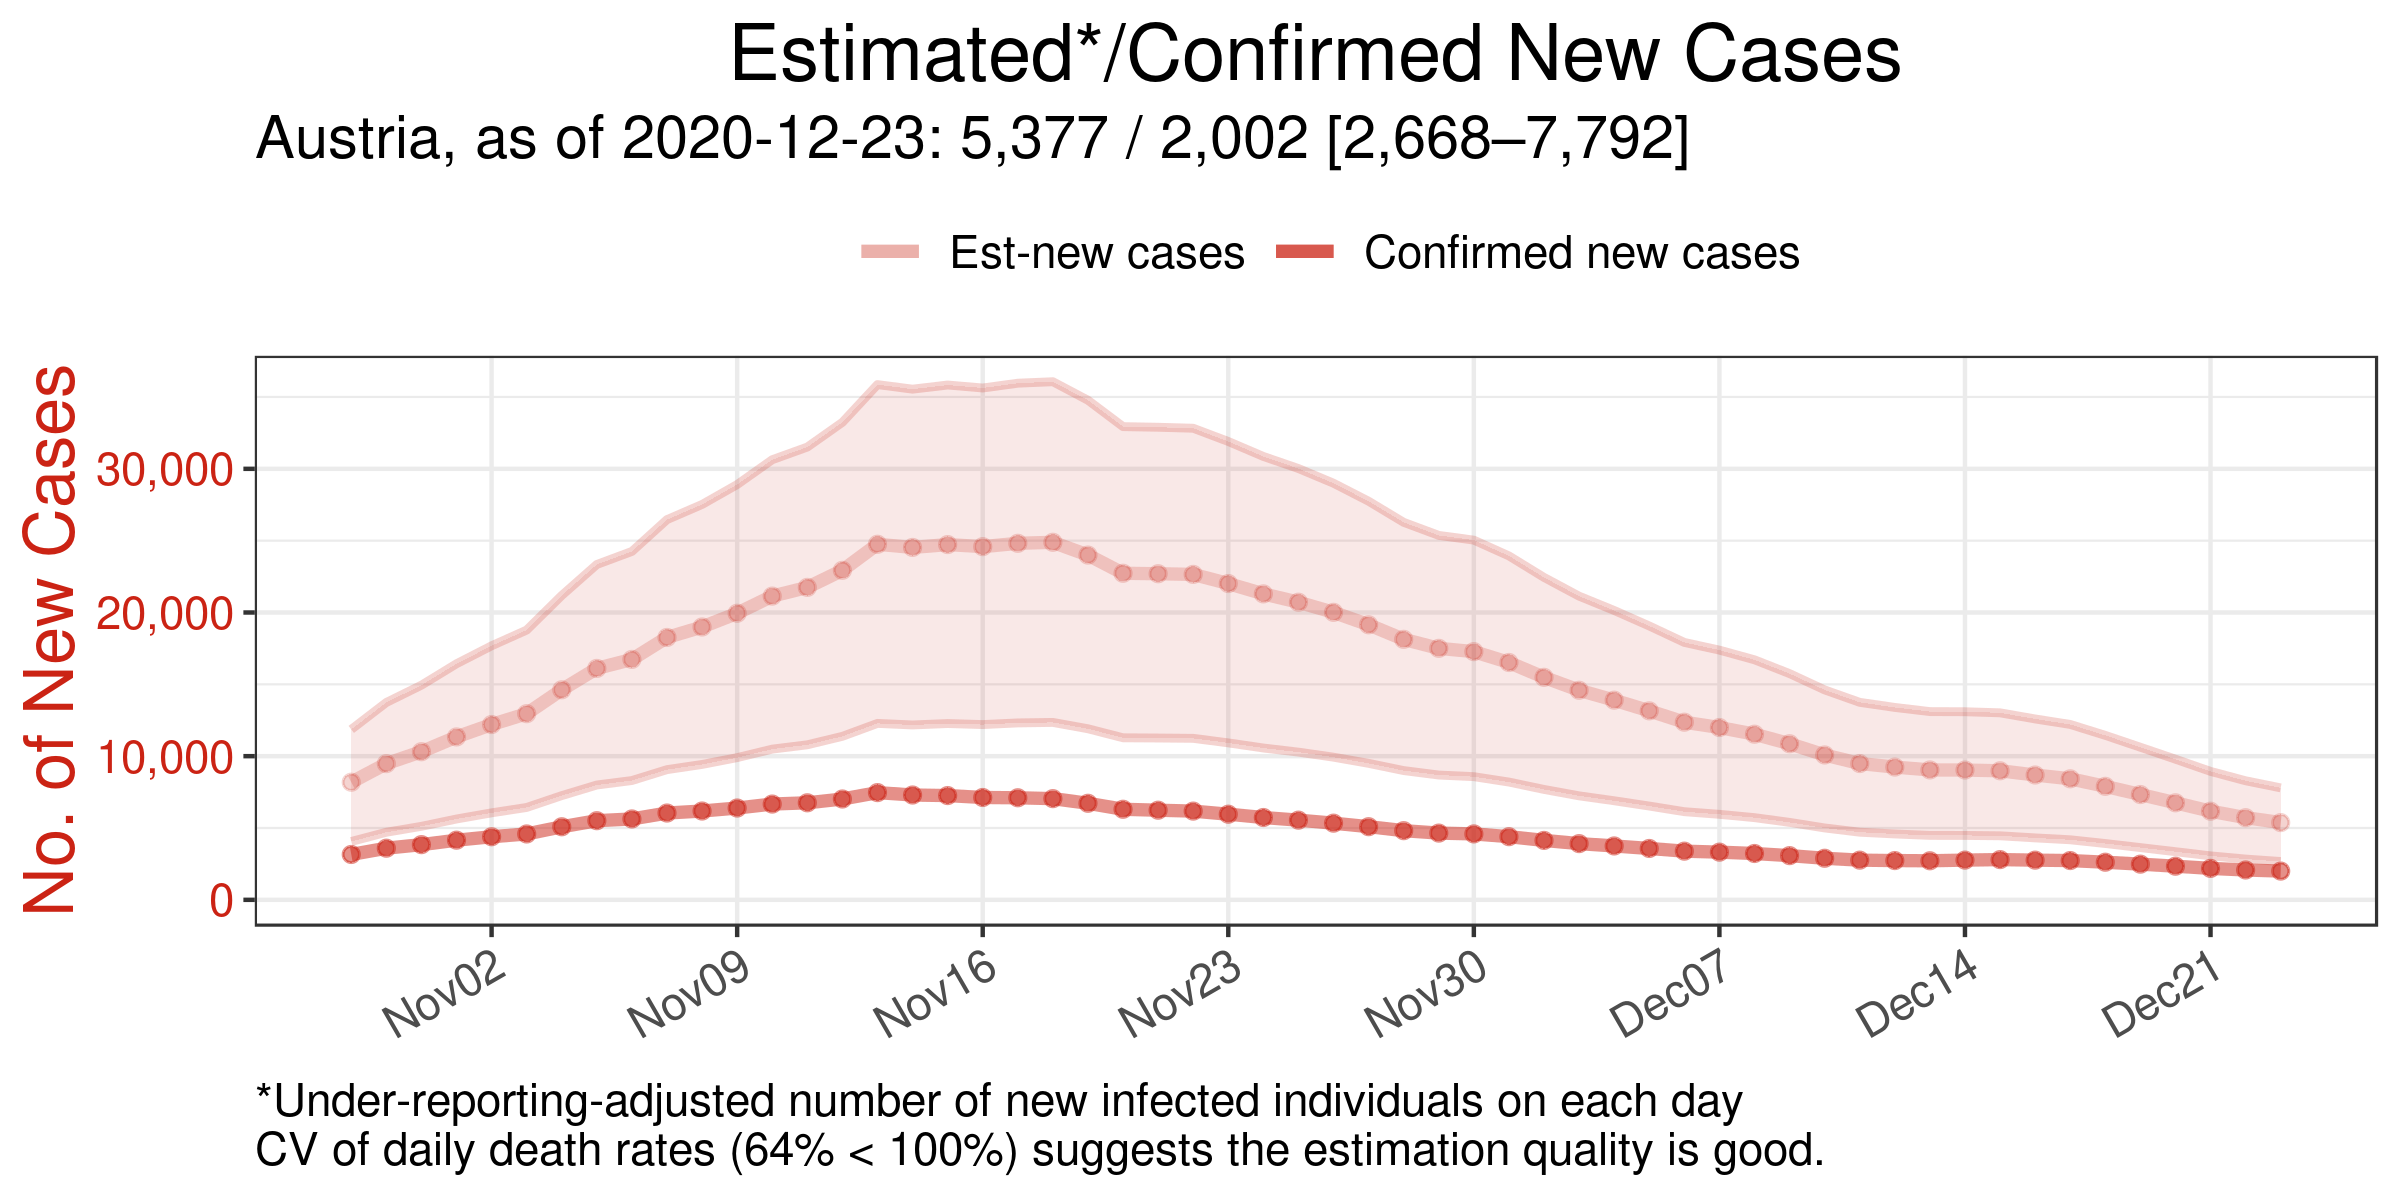 Estimated*/Confirmed New Cases
Austria, as of 2020-12-23: 5,377 / 2,002 [2,668–7,792]
Est-new cases
Confirmed new cases
No. of New Cases
30,000
20,000
10,000
0
Nov02
Nov09
Nov16
Nov23
Nov30
Dec07
Dec14
Dec21
*Under-reporting-adjusted number of new infected individuals on each day
CV of daily death rates (64% < 100%) suggests the estimation quality is good.